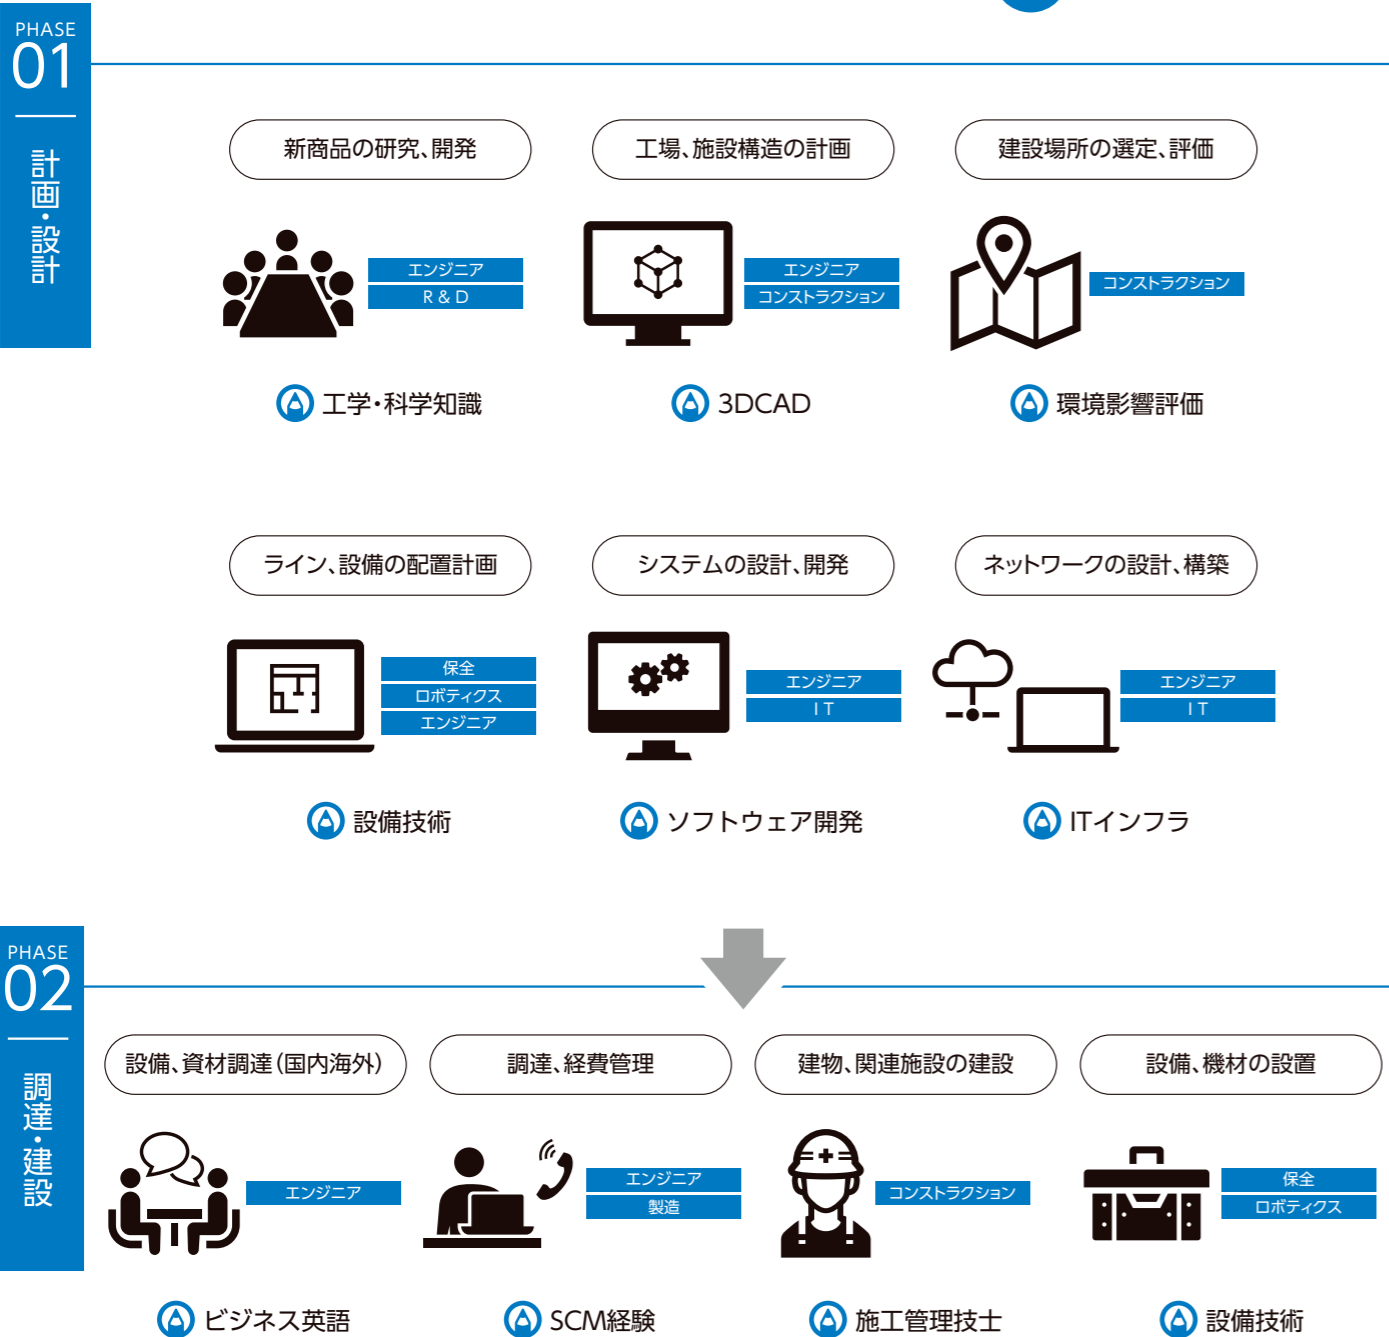 PHASE
01
計画・設計
新商品の研究、開発
工場、施設構造の計画
建設場所の選定、評価
エンジニア
R & D
エンジニア
コンストラクション
コンストラクション
工学・科学知識
3DCAD
環境影響評価
ライン、設備の配置計画
システムの設計、開発
ネットワークの設計、構築
保全
ロボティクス
エンジニア
エンジニア
I T
エンジニア
I T
設備技術
ソフトウェア開発
ITインフラ
PHASE
02
調達・建設
設備、資材調達(国内海外)
調達、経費管理
建物、関連施設の建設
設備、機材の設置
エンジニア
エンジニア
製造
コンストラクション
保全
ロボティクス
ビジネス英語
SCM経験
施工管理技士
設備技術